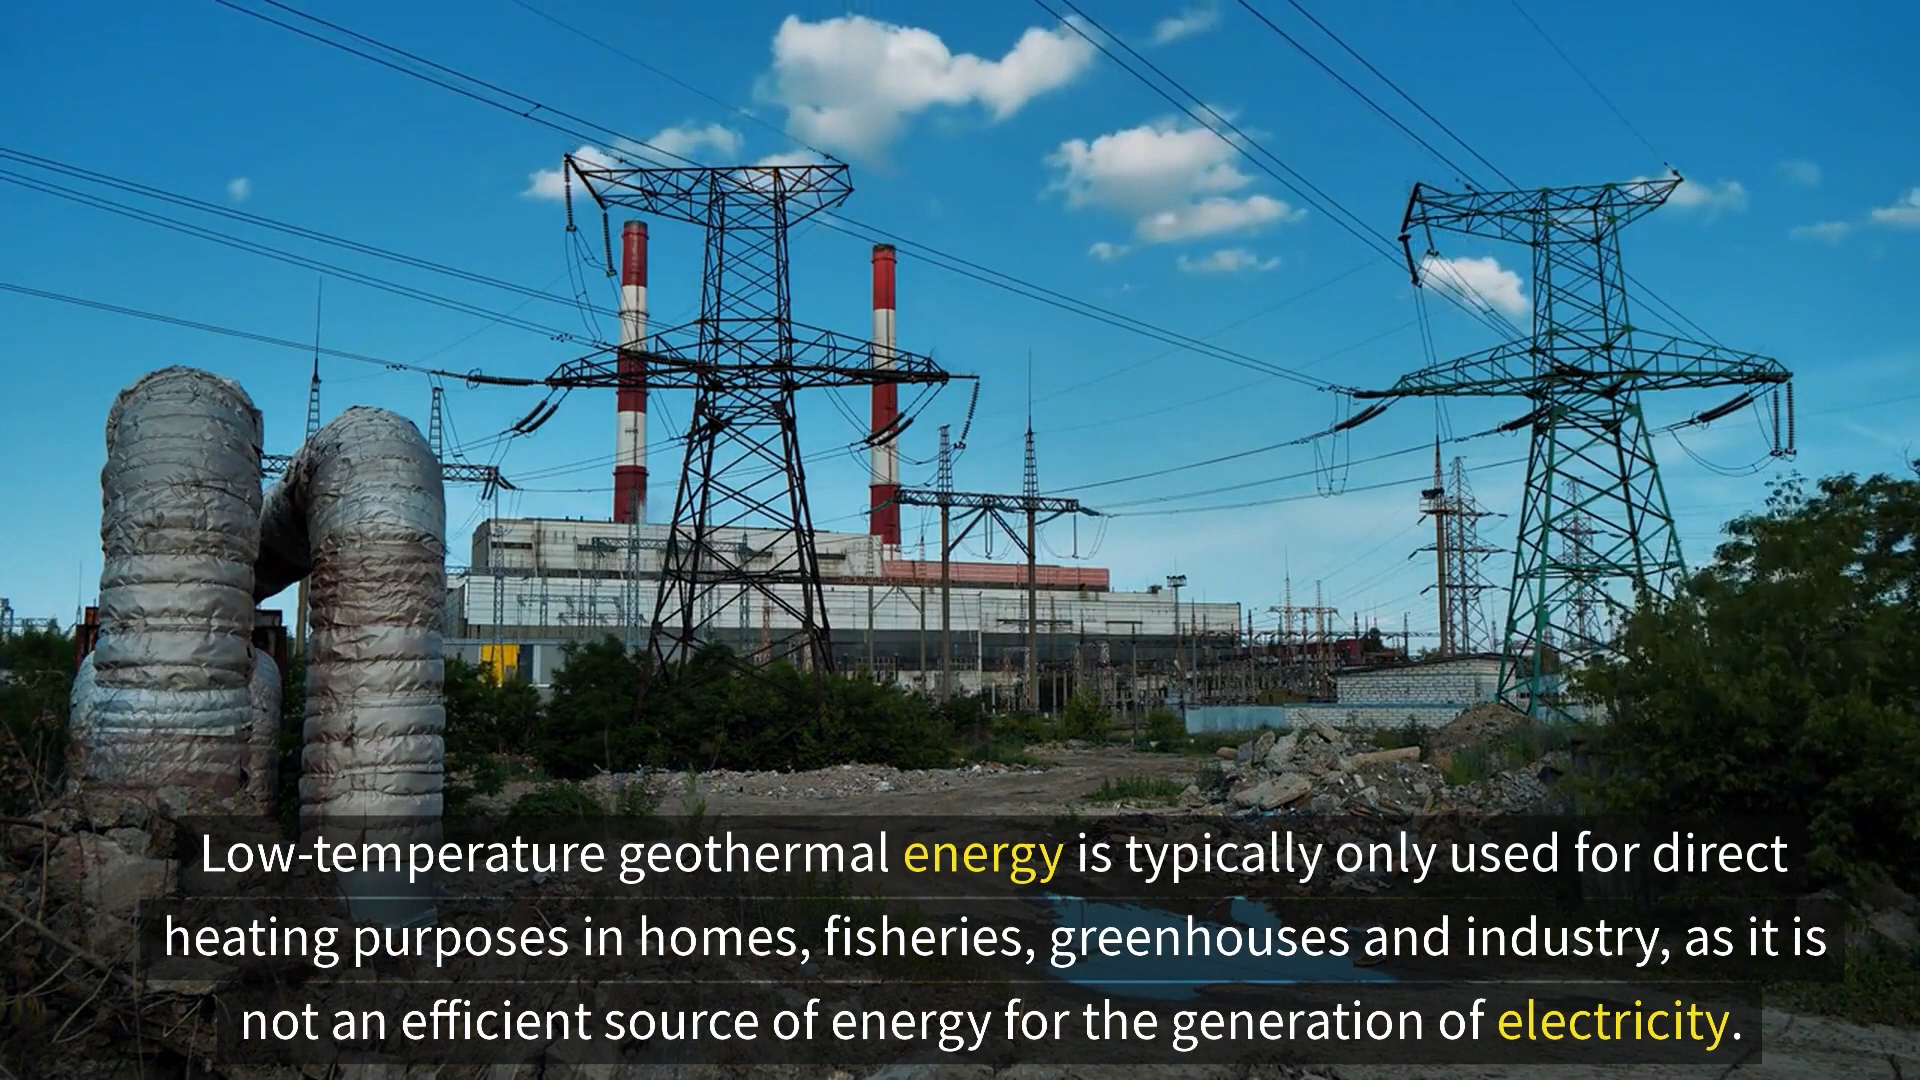 Low-temperature geothermal energy is typically only used for direct
heating purposes in homes, fisheries, greenhouses and industry, as it is
not an efficient source of energy for the generation of electricity.